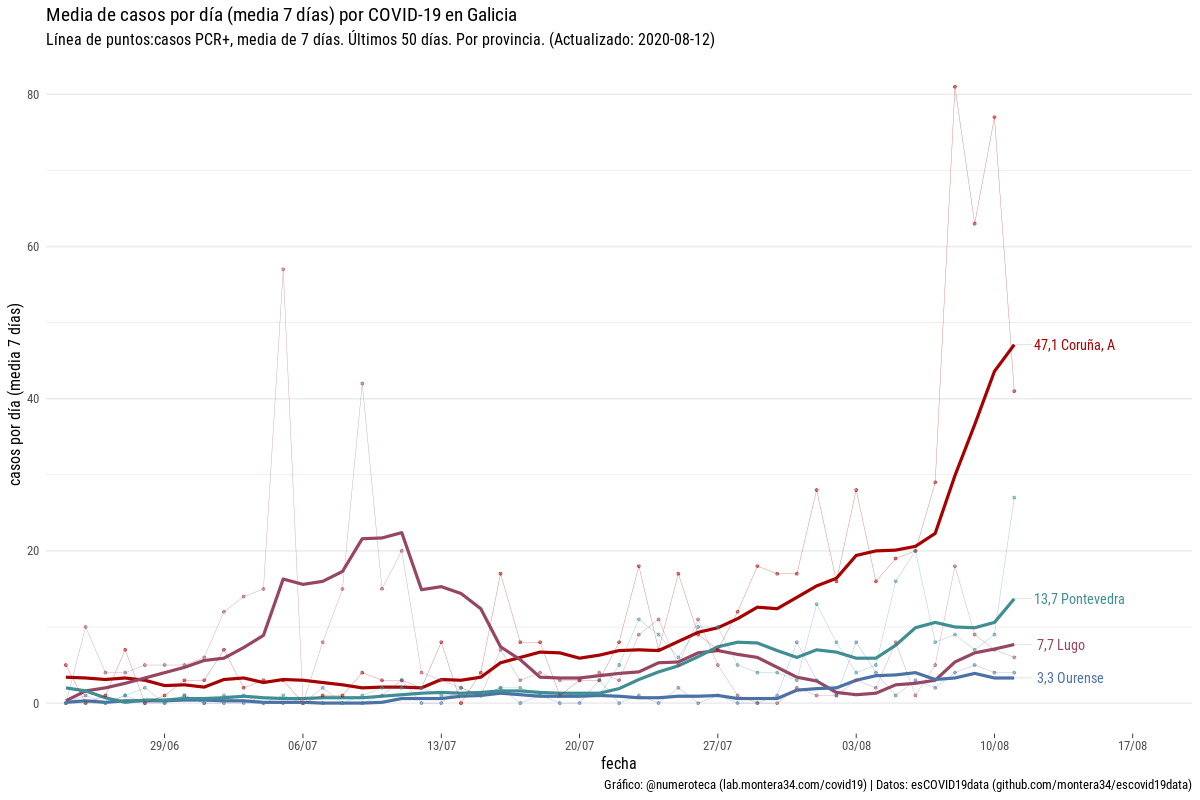 Media de casos por día (media 7 días) por COVID-19 en Galicia
Línea de puntos:casos PCR+, media de 7 días. Últimos 50 días. Por provincia. (Actualizado: 2020-08-12)
casos por día (media 7 días)
80
60
40
20
0
47,1 Coruña, A
13,7 Pontevedra
7,7 Lugo
3,3 Ourense
29/06
06/07
13/07
20/07
27/07
03/08
10/08
17/08
fecha
Gráfico: @numeroteca (lab.montera34.com/covid19) | Datos: esCOVID19data (github.com/montera34/escovid19data)